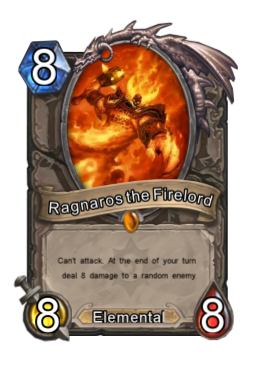 8
Ragnaros the Firelord
Can't attack. At the end of your turn
deal 8 damage to a random enemy
8
Elemental
8